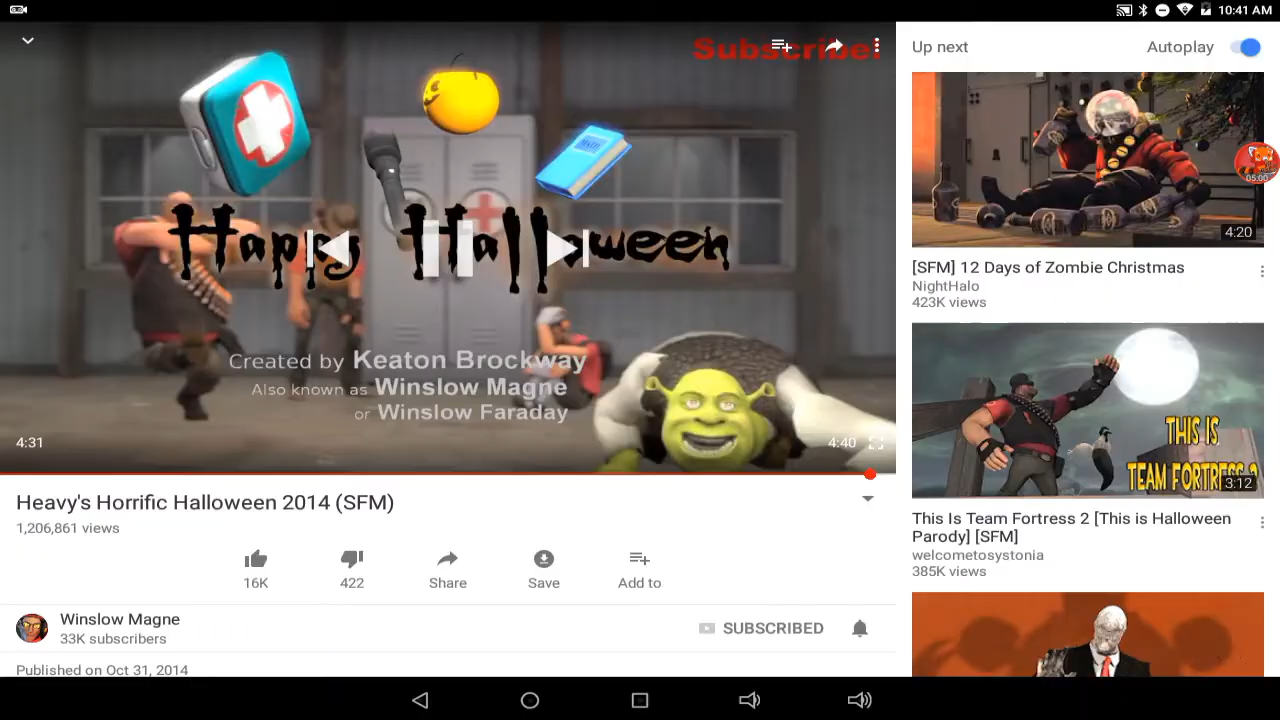 10:41 AM
Subscribe!
Happy Halloween
Created by Keaton Brockway
Also known as Winslow Magne
or Winslow Faraday
4:31
4:40
Heavy's Horrific Halloween 2014 (SFM)
1,206,861 views
16K
422
Share
Save
Add to
Winslow Magne
33K subscribers
SUBSCRIBED
Published on Oct 31, 2014
Up next
Autoplay
05:00
4:20
[SFM] 12 Days of Zombie Christmas
NightHalo
423K views
THIS IS
TEAM FORTRESS 2
3:12
This Is Team Fortress 2 [This is Halloween
Parody] [SFM]
welcometosystonia
385K views